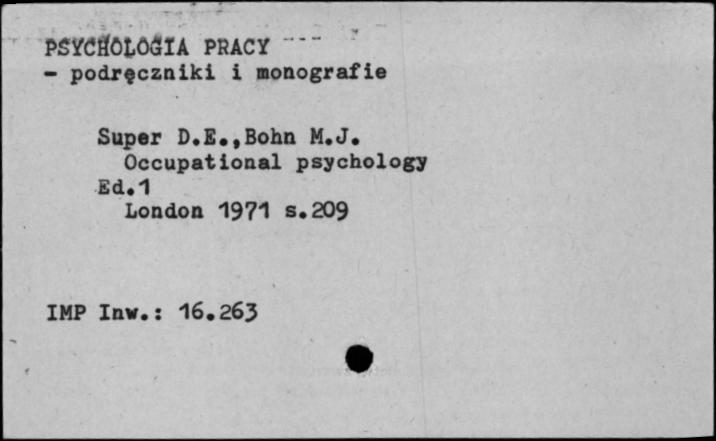 PSYCHOLOGIA PRACY ---
- podręczniki i monografie
Super D.E.,Bohn M.J.
Occupational psychology
Ed.1
London 1971 s.209
IMP Inw.: 16.263